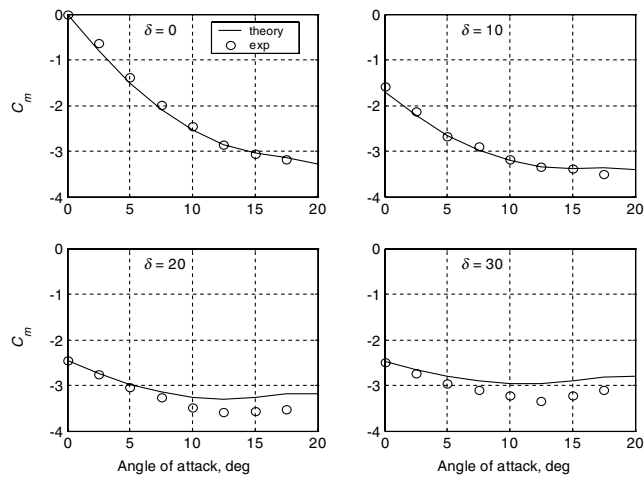 δ = 0
theory
exp
0
-1
-2
-3
-4
C_m
0 5 10 15 20
δ = 10
0
-1
-2
-3
-4
0 5 10 15 20
δ = 20
0
-1
-2
-3
-4
C_m
0 5 10 15 20
Angle of attack, deg
δ = 30
0
-1
-2
-3
-4
0 5 10 15 20
Angle of attack, deg